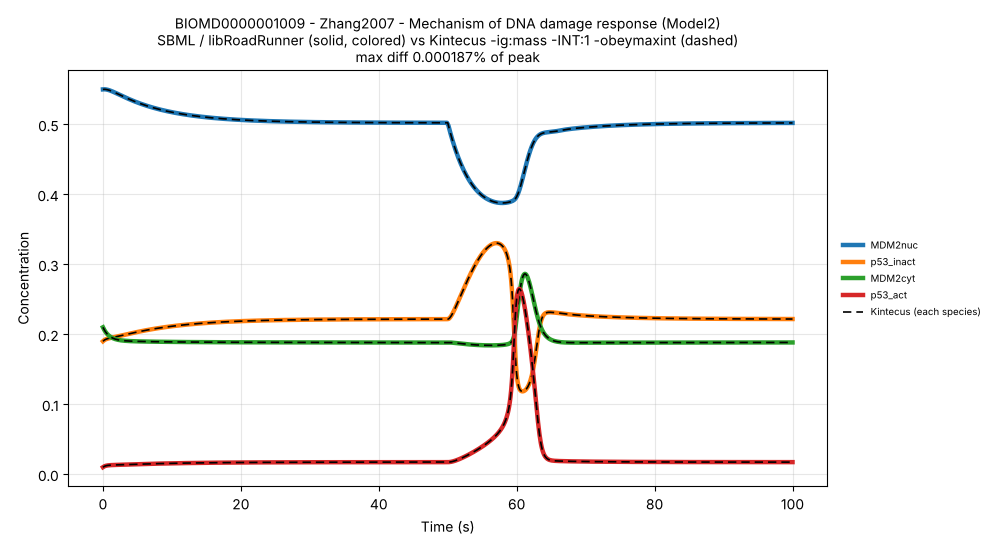 BIOMD0000001009 - Zhang2007 - Mechanism of DNA damage response (Model2)
SBML / libRoadRunner (solid, colored) vs Kintecus -ig:mass -INT:1 -obeymaxint (dashed)
max diff 0.000187% of peak
Concentration
0.5
0.4
0.3
0.2
0.1
0.0
0
20
40
60
80
100
Time (s)
MDM2nuc
p53_inact
MDM2cyt
p53_act
Kintecus (each species)